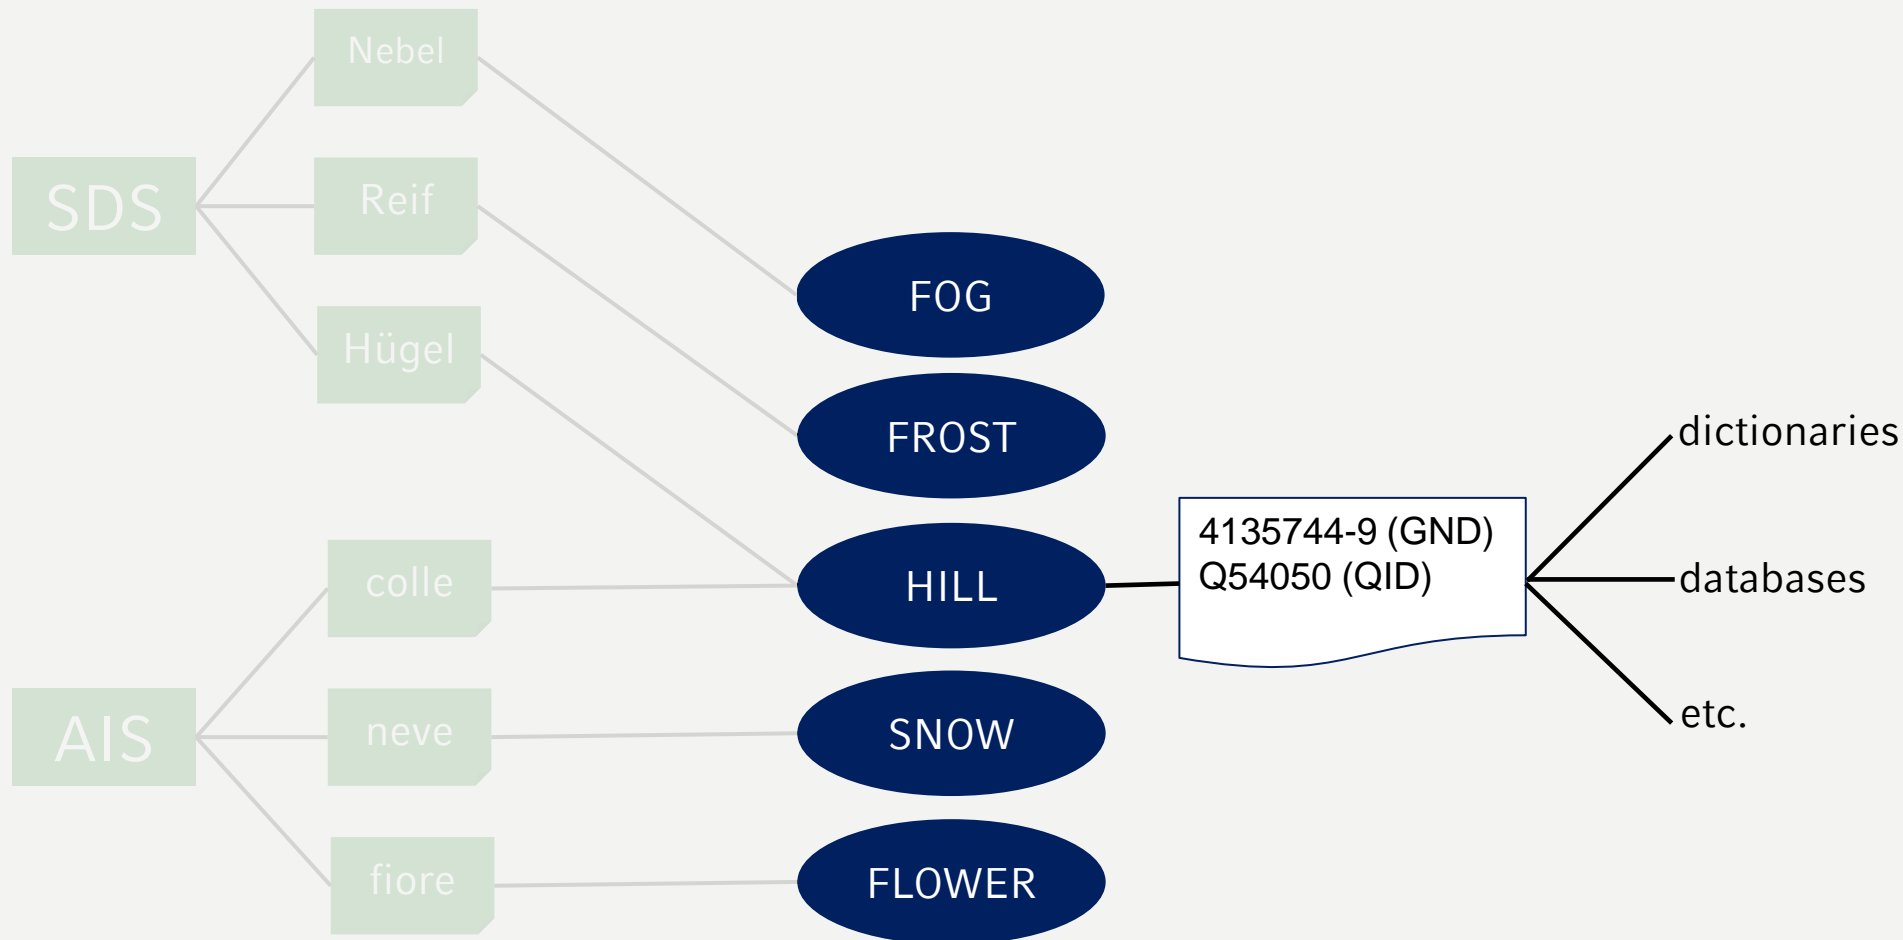 Nebel
SDS
Reif
Hügel
FOG
FROST
HILL
SNOW
FLOWER
AIS
colle
neve
fiore
4135744-9 (GND)
Q54050 (QID)
dictionaries
databases
etc.